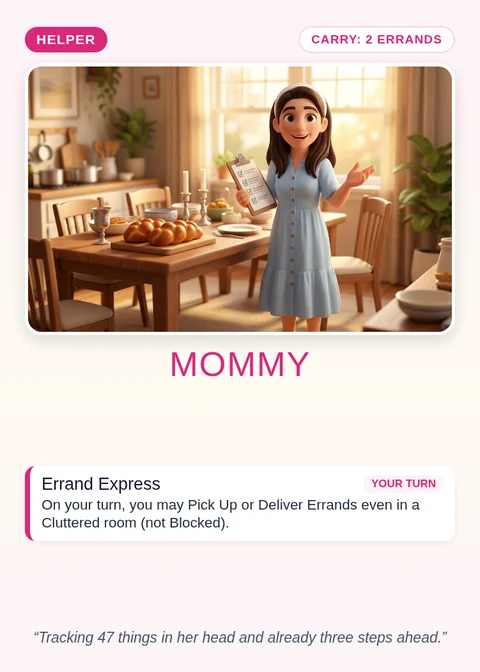 HELPER
CARRY: 2 ERRANDS
MOMMY
Errand Express
YOUR TURN
On your turn, you may Pick Up or Deliver Errands even in a
Cluttered room (not Blocked).
“Tracking 47 things in her head and already three steps ahead.”